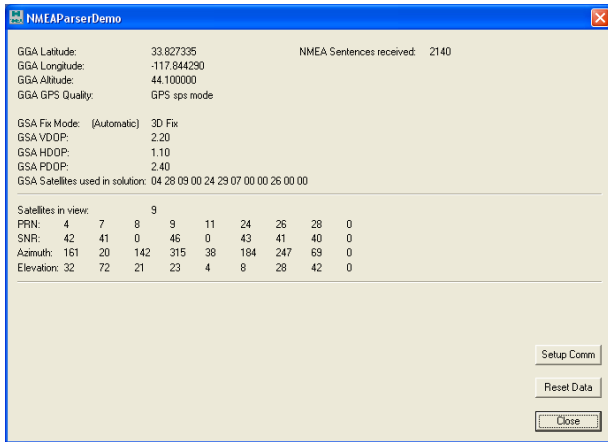 NMEAParserDemo
GGA Latitude: 33.827335 NMEA Sentences received: 2140
GGA Longitude: -117.844290
GGA Altitude: 44.100000
GGA GPS Quality: GPS sps mode
GSA Fix Mode: (Automatic) 3D Fix
GSA VDOP: 2.20
GSA HDOP: 1.10
GSA PDOP: 2.40
GSA Satellites used in solution: 04 28 09 00 24 29 07 00 00 26 00 00
Satellites in view: 9
PRN: 4 7 8 9 11 24 26 28 0
SNR: 42 41 0 46 0 43 41 40 0
Azimuth: 161 20 142 315 38 184 247 69 0
Elevation: 32 72 21 23 4 8 28 42 0
Setup Comm
Reset Data
Close